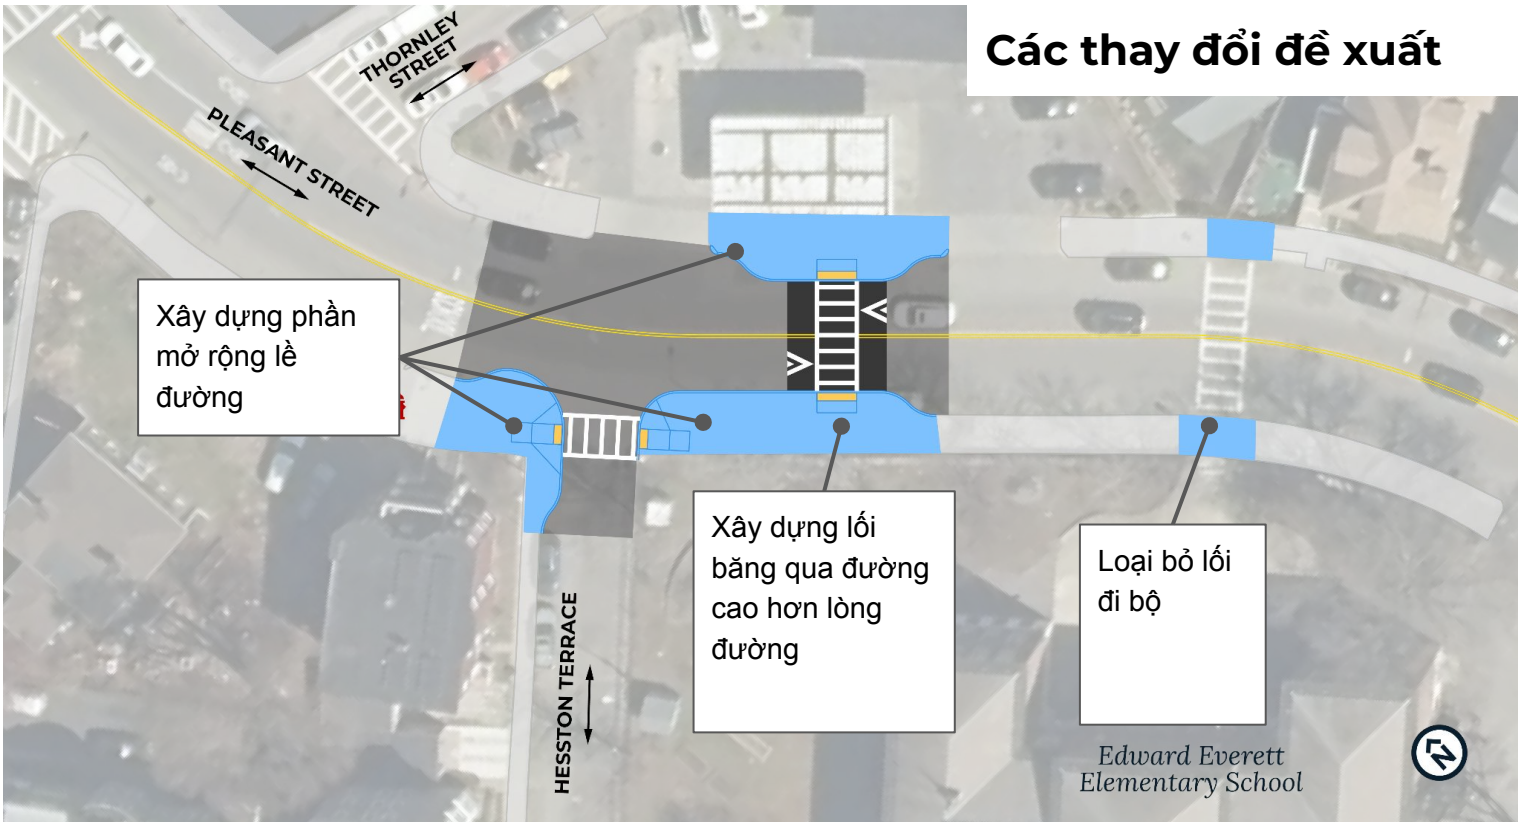 Các thay đổi đề xuất
THORNLEY
STREET
PLEASANT STREET
Xây dựng phần
mở rộng lề
đường
Xây dựng lối
băng qua đường
cao hơn lòng
đường
Loại bỏ lối
đi bộ
HESSTON TERRACE
Edward Everett
Elementary School
N